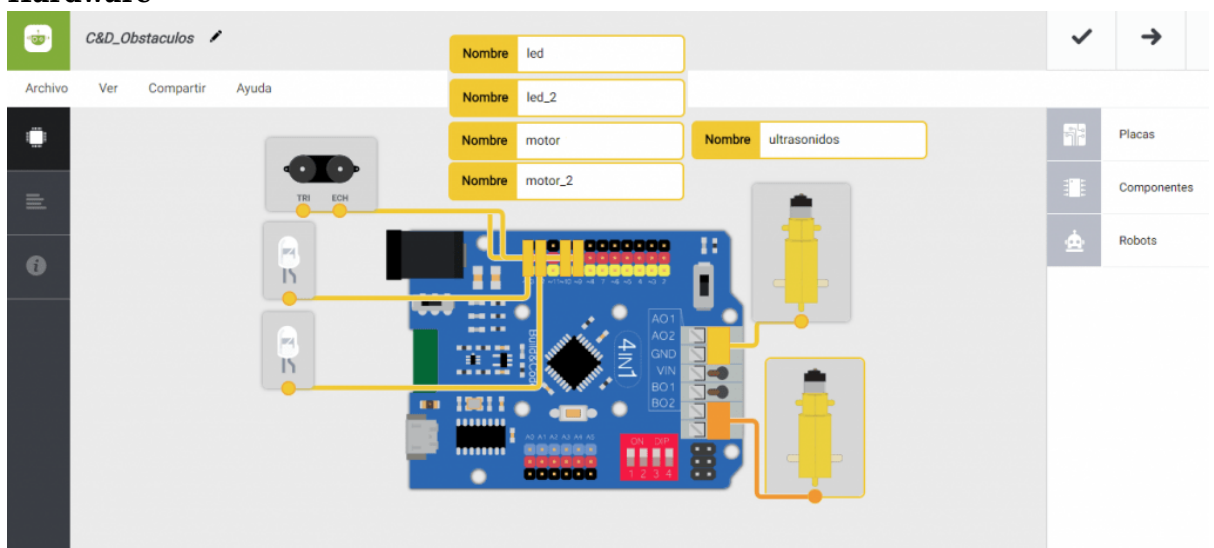 C&D_Obstaculos
Archivo Ver Compartir Ayuda
Nombre led
Nombre led_2
Nombre motor
Nombre motor_2
Nombre ultrasonidos
Placas
Componentes
Robots
TRI ECH
AO1
AO2
GND
VIN
BO1
BO2
4IN1
Build&Code
A0 A1 A2 A3 A4 A5
ON DIP
1 2 3 4